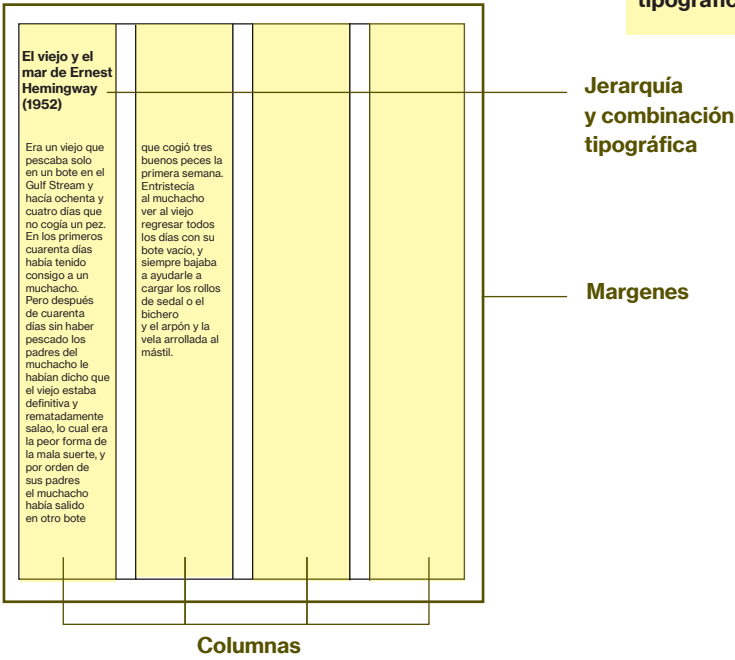 El viejo y el
mar de Ernest
Hemingway
(1952)
Era un viejo que
pescaba solo
en un bote en el
Gulf Stream y
hacía ochenta y
cuatro días que
no cogía un pez.
En los primeros
cuarenta días
había tenido
consigo a un
muchacho.
Pero después
de cuarenta
días sin haber
pescado los
padres del
muchacho le
habían dicho que
el viejo estaba
definitiva y
rematadamente
salao, lo cual era
la peor forma de
la mala suerte, y
por orden de
sus padres
el muchacho
había salido
en otro bote
que cogió tres
buenos peces la
primera semana.
Entristecía
al muchacho
ver al viejo
regresar todos
los días con su
bote vacío, y
siempre bajaba
a ayudarle a
cargar los rollos
de sedal o el
bichero
y el arpón y la
vela arrollada al
mástil.
Jerarquía
y combinación
tipográfica
Margenes
Columnas